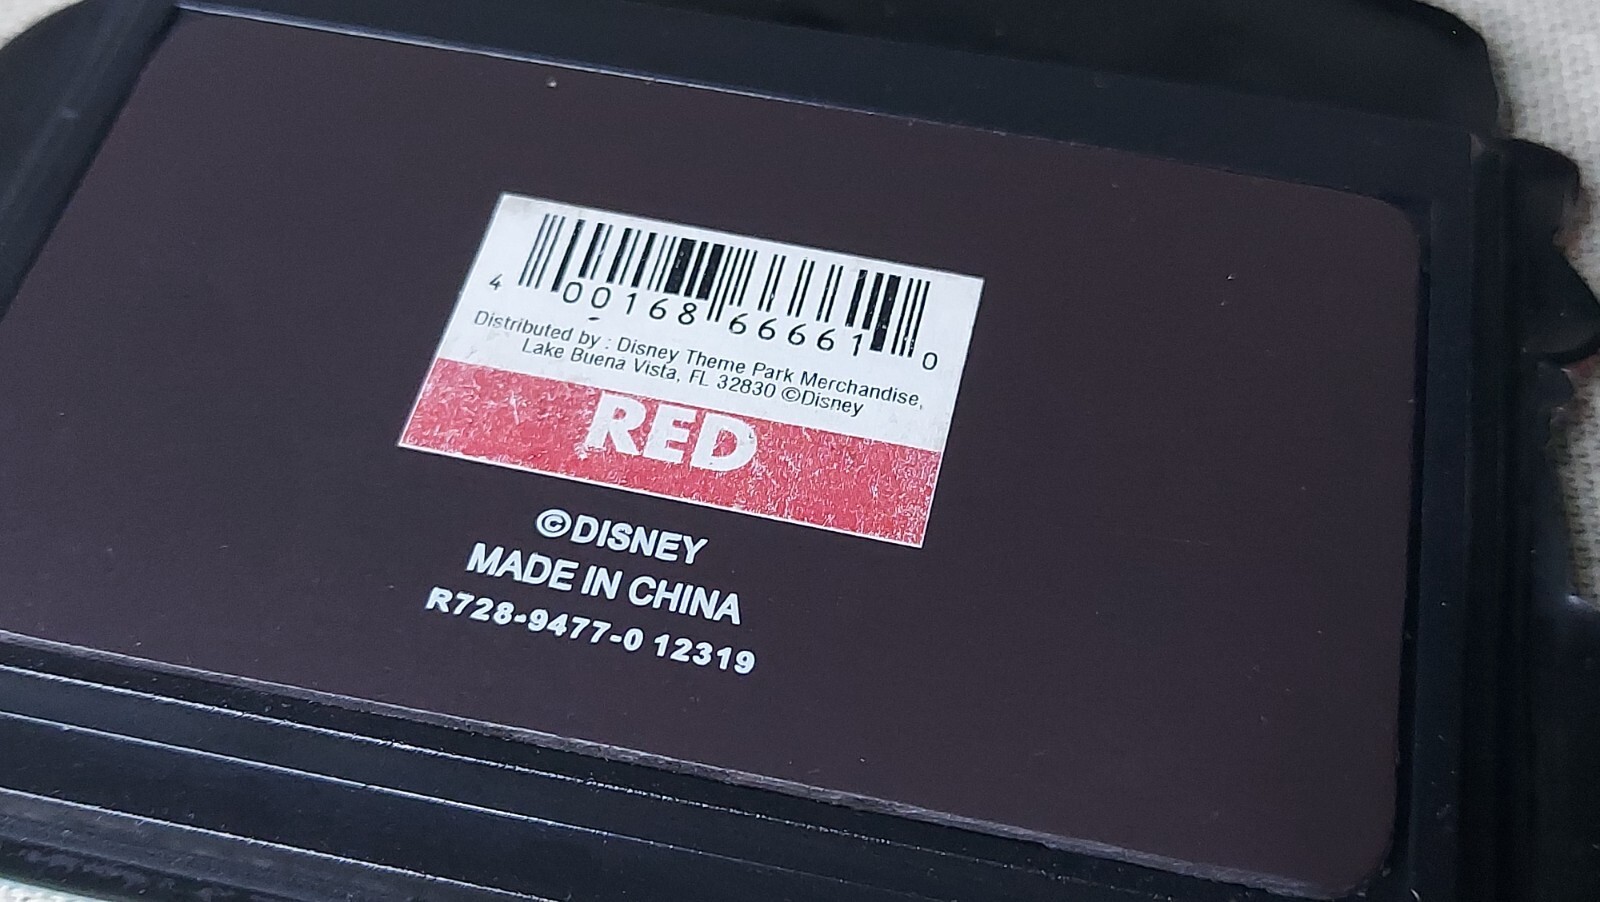 4 00168 66661 0
Distributed by : Disney Theme Park Merchandise,
Lake Buena Vista, FL 32830 ©Disney
RED
©DISNEY
MADE IN CHINA
R728-9477-0 12319